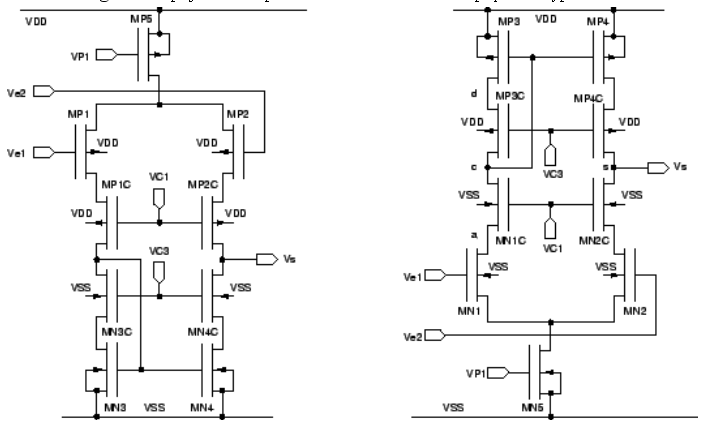 VDD
MP5
VP1
Ve2
MP1
MP2
VDD
VDD
Ve1
MP1C
VC1
MP2C
VDD
VDD
VC3
Vs
VSS
VSS
MN3C
MN4C
MN3
VSS
MN4
MP3
VDD
MP4
d
MP3C
MP4C
VDD
VDD
c
VC3
s
Vs
VSS
VSS
a
MN1C
VC1
MN2C
Ve1
VSS
VSS
MN1
MN2
Ve2
VP1
VSS
MN5